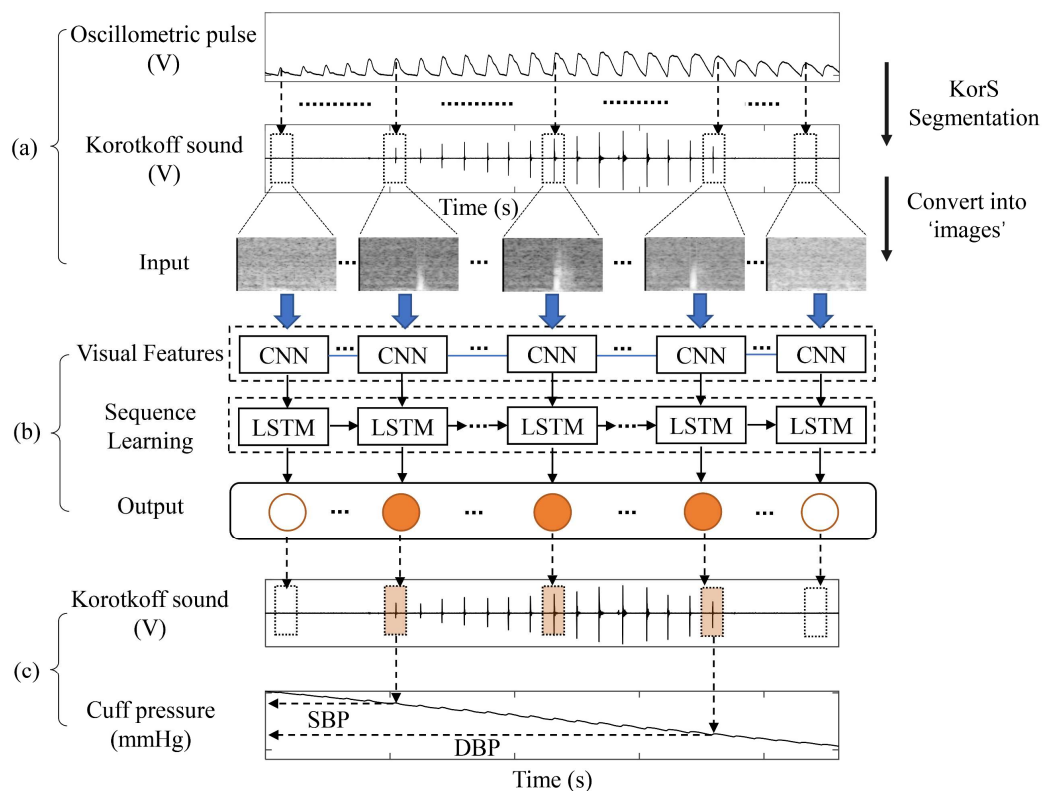 Oscillometric pulse
(V)
KorS
Segmentation
(a)
Korotkoff sound
(V)
Time (s)
Convert into
‘images’
Input
Visual Features
CNN
CNN
CNN
CNN
CNN
(b)
Sequence
Learning
LSTM
LSTM
LSTM
LSTM
LSTM
Output
Korotkoff sound
(V)
(c)
Cuff pressure
(mmHg)
SBP
DBP
Time (s)